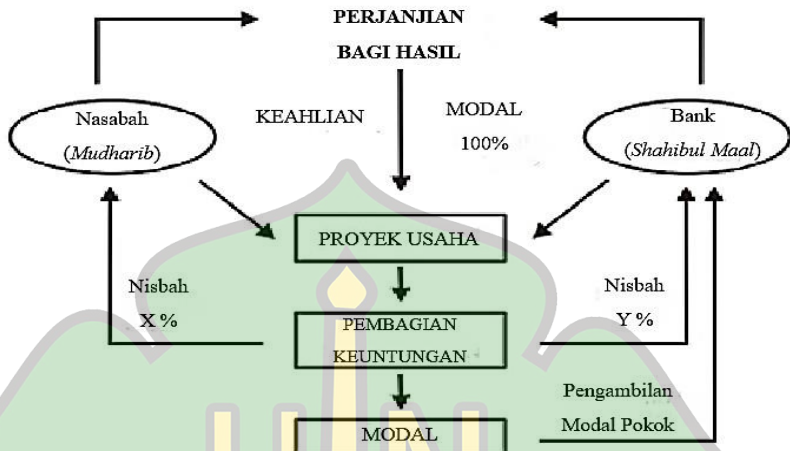 PERJANJIAN
BAGI HASIL
Nasabah
(Mudharib)
KEAHLIAN
MODAL
100%
Bank
(Shahibul Maal)
PROYEK USAHA
Nisbah
X %
PEMBAGIAN
KEUNTUNGAN
Nisbah
Y %
Pengambilan
Modal Pokok
MODAL
UIN